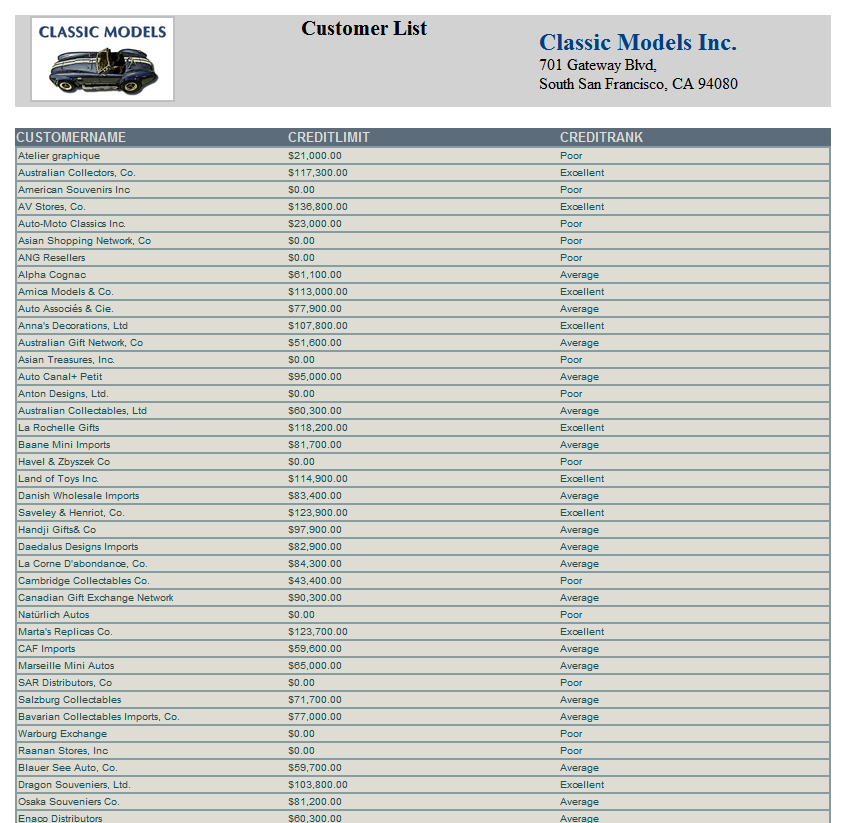 CLASSIC MODELS
Customer List
Classic Models Inc.
701 Gateway Blvd,
South San Francisco, CA 94080
CUSTOMERNAME CREDITLIMIT CREDITRANK
Atelier graphique $21,000.00 Poor
Australian Collectors, Co. $117,300.00 Excellent
American Souvenirs Inc $0.00 Poor
AV Stores, Co. $136,800.00 Excellent
Auto-Moto Classics Inc. $23,000.00 Poor
Asian Shopping Network, Co $0.00 Poor
ANG Resellers $0.00 Poor
Alpha Cognac $61,100.00 Average
Amica Models & Co. $113,000.00 Excellent
Auto Associés & Cie. $77,900.00 Average
Anna's Decorations, Ltd $107,800.00 Excellent
Australian Gift Network, Co $51,600.00 Average
Asian Treasures, Inc. $0.00 Poor
Auto Canal+ Petit $95,000.00 Average
Anton Designs, Ltd. $0.00 Poor
Australian Collectables, Ltd $60,300.00 Average
La Rochelle Gifts $118,200.00 Excellent
Baane Mini Imports $81,700.00 Average
Havel & Zbyszek Co $0.00 Poor
Land of Toys Inc. $114,900.00 Excellent
Danish Wholesale Imports $83,400.00 Average
Saveley & Henriot, Co. $123,900.00 Excellent
Handji Gifts& Co $97,900.00 Average
Daedalus Designs Imports $82,900.00 Average
La Corne D'abondance, Co. $84,300.00 Average
Cambridge Collectables Co. $43,400.00 Poor
Canadian Gift Exchange Network $90,300.00 Average
Natürlich Autos $0.00 Poor
Marta's Replicas Co. $123,700.00 Excellent
CAF Imports $59,600.00 Average
Marseille Mini Autos $65,000.00 Average
SAR Distributors, Co $0.00 Poor
Salzburg Collectables $71,700.00 Average
Bavarian Collectables Imports, Co. $77,000.00 Average
Warburg Exchange $0.00 Poor
Raanan Stores, Inc $0.00 Poor
Blauer See Auto, Co. $59,700.00 Average
Dragon Souveniers, Ltd. $103,800.00 Excellent
Osaka Souveniers Co. $81,200.00 Average
Enaco Distributors $60,300.00 Average